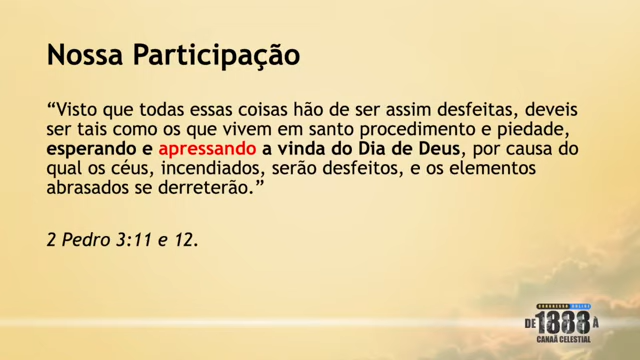 Nossa Participação
“Visto que todas essas coisas hão de ser assim desfeitas, deveis
ser tais como os que vivem em santo procedimento e piedade,
esperando e apressando a vinda do Dia de Deus, por causa do
qual os céus, incendiados, serão desfeitos, e os elementos
abrasados se derreterão.”
2 Pedro 3:11 e 12.
CONGRESSO ONLINE
DE 1888 À
CANAÃ CELESTIAL